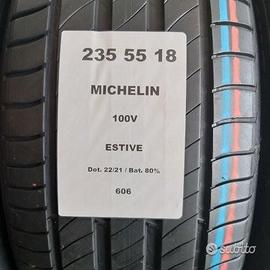 235 55 18
MICHELIN
100V
ESTIVE
Dot. 22/21 / Bat. 80%
606
subito